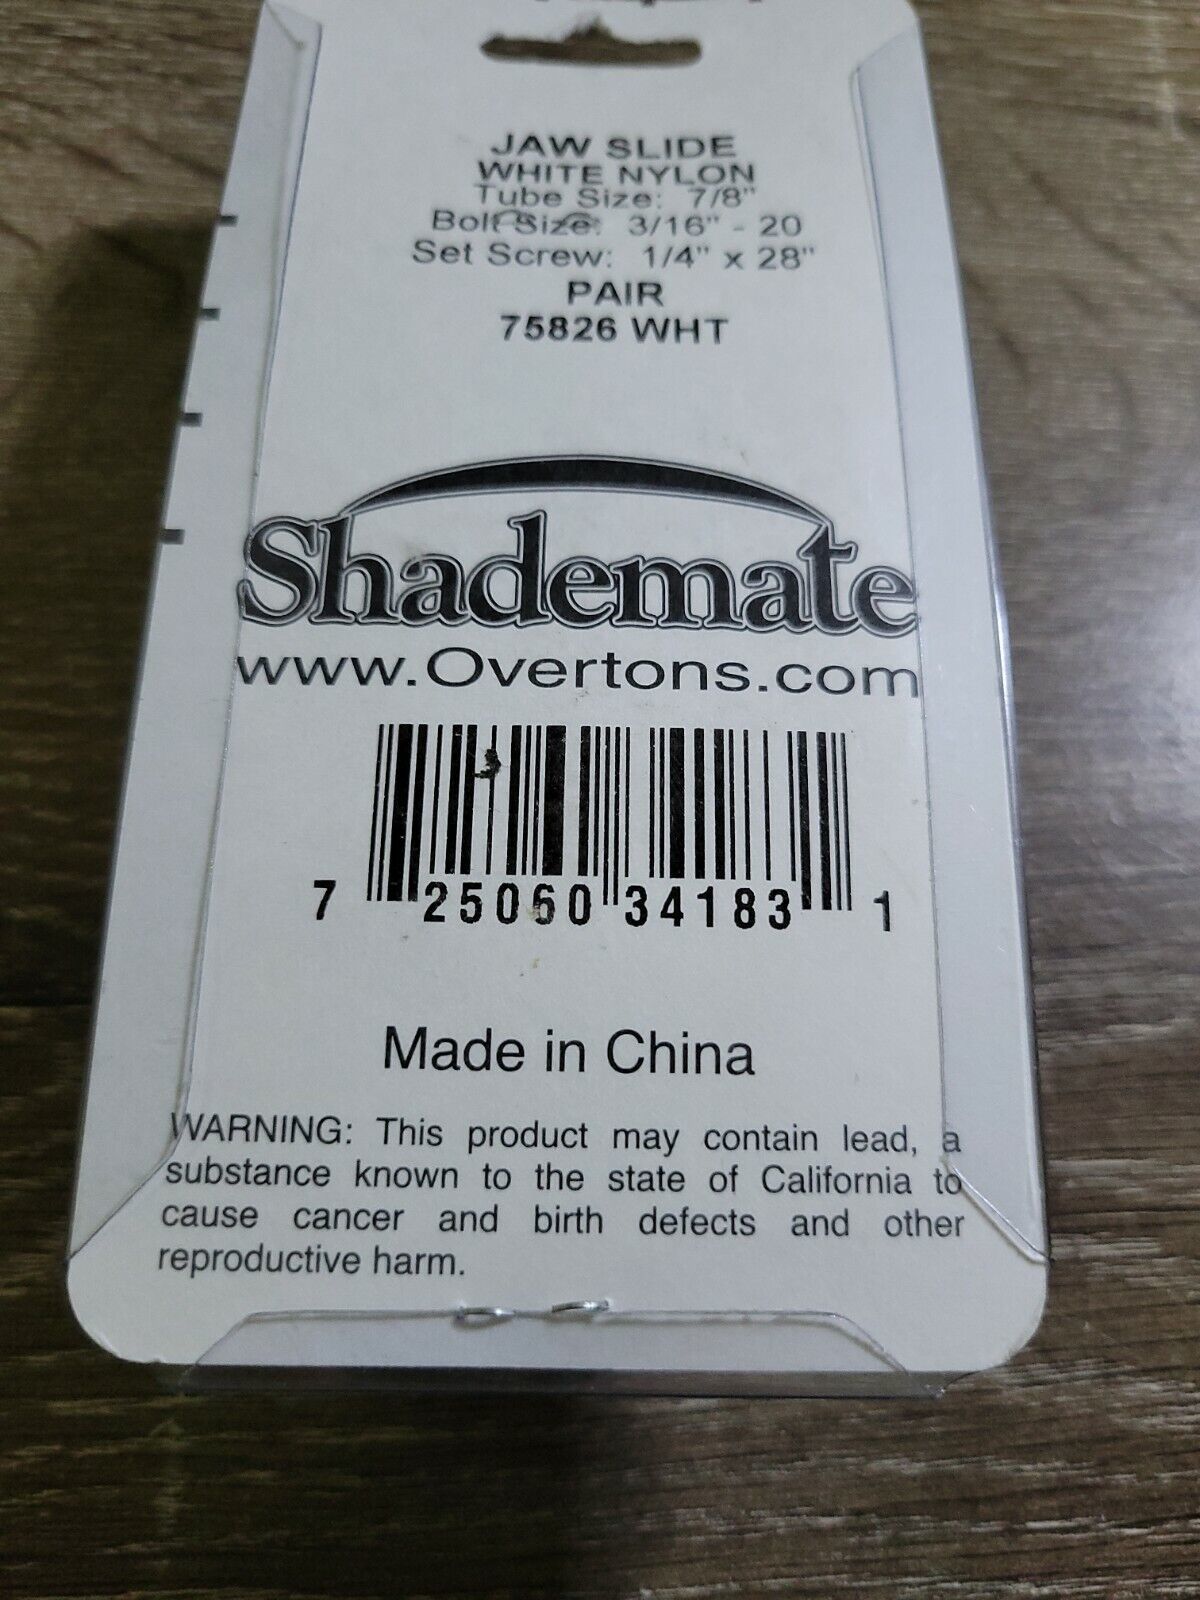 JAW SLIDE
WHITE NYLON
Tube Size: 7/8"
Bolt Size: 3/16" - 20
Set Screw: 1/4" x 28"
PAIR
75826 WHT
Shademate
www.Overtons.com
7 25060 34183 1
Made in China
WARNING: This product may contain lead, a
substance known to the state of California to
cause cancer and birth defects and other
reproductive harm.